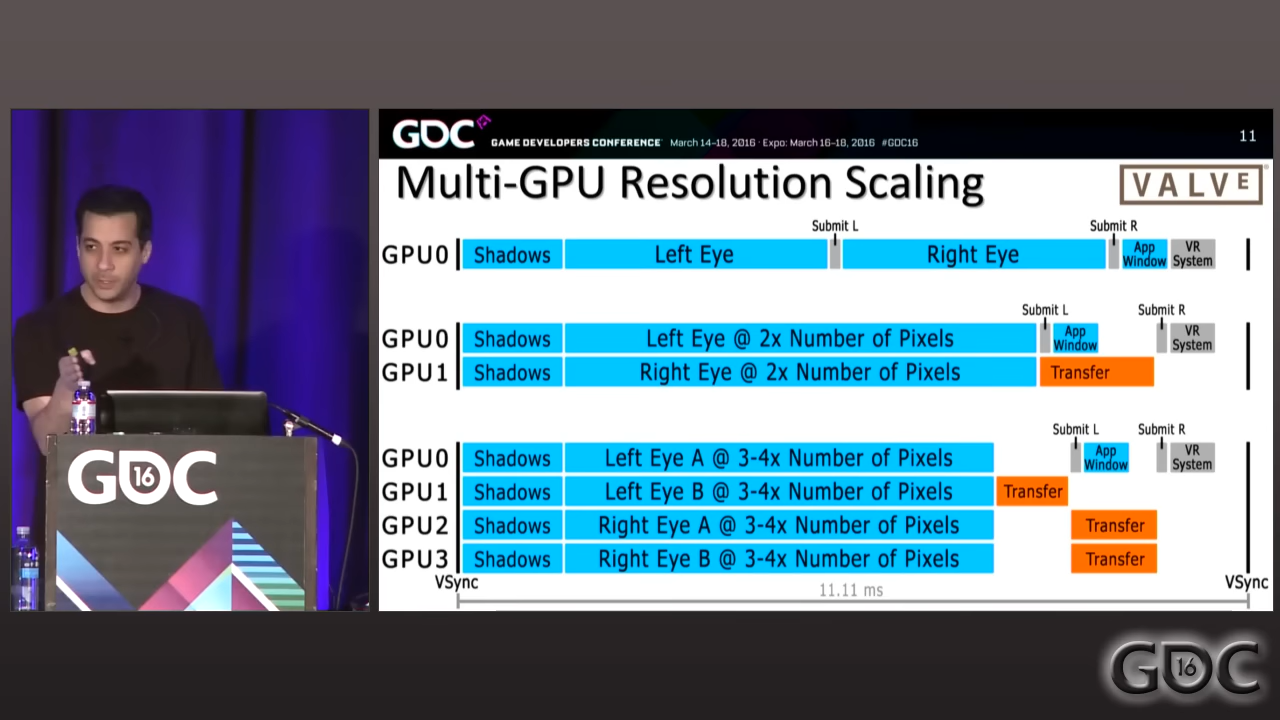 GDC
GAME DEVELOPERS CONFERENCE March 14-18, 2016 · Expo: March 16-18, 2016 #GDC16
11
Multi-GPU Resolution Scaling
VALVE
Submit L
Submit R
GPU0 Shadows Left Eye Right Eye App Window VR System
Submit L
Submit R
GPU0 Shadows Left Eye @ 2x Number of Pixels App Window VR System
GPU1 Shadows Right Eye @ 2x Number of Pixels Transfer
Submit L
Submit R
GPU0 Shadows Left Eye A @ 3-4x Number of Pixels App Window VR System
GPU1 Shadows Left Eye B @ 3-4x Number of Pixels Transfer
GPU2 Shadows Right Eye A @ 3-4x Number of Pixels Transfer
GPU3 Shadows Right Eye B @ 3-4x Number of Pixels Transfer
VSync
VSync
11.11 ms
GDC 16
GDC 16